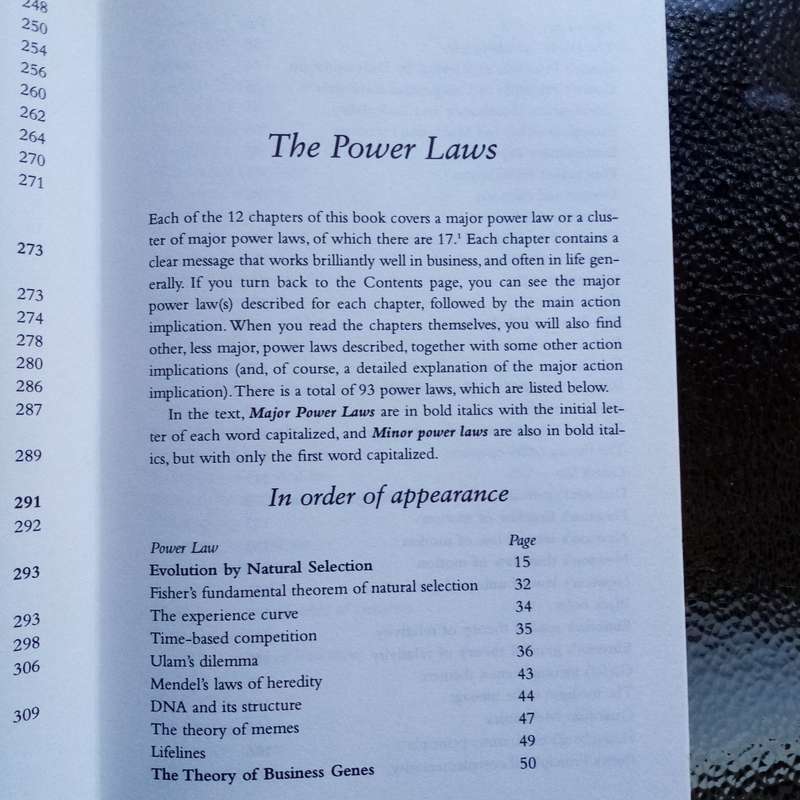 248
250
254
256
260
262
264
270
271
273
273
274
278
280
286
287
289
291
292
293
293
298
306
309
The Power Laws
Each of the 12 chapters of this book covers a major power law or a clus-
ter of major power laws, of which there are 17.¹ Each chapter contains a
clear message that works brilliantly well in business, and often in life gen-
erally. If you turn back to the Contents page, you can see the major
power law(s) described for each chapter, followed by the main action
implication. When you read the chapters themselves, you will also find
other, less major, power laws described, together with some other action
implications (and, of course, a detailed explanation of the major action
implication). There is a total of 93 power laws, which are listed below.
In the text, Major Power Laws are in bold italics with the initial let-
ter of each word capitalized, and Minor power laws are also in bold ital-
ics, but with only the first word capitalized.
In order of appearance
Power Law Page
Evolution by Natural Selection 15
Fisher's fundamental theorem of natural selection 32
The experience curve 34
Time-based competition 35
Ulam's dilemma 36
Mendel's laws of heredity 43
DNA and its structure 44
The theory of memes 47
Lifelines 49
The Theory of Business Genes 50